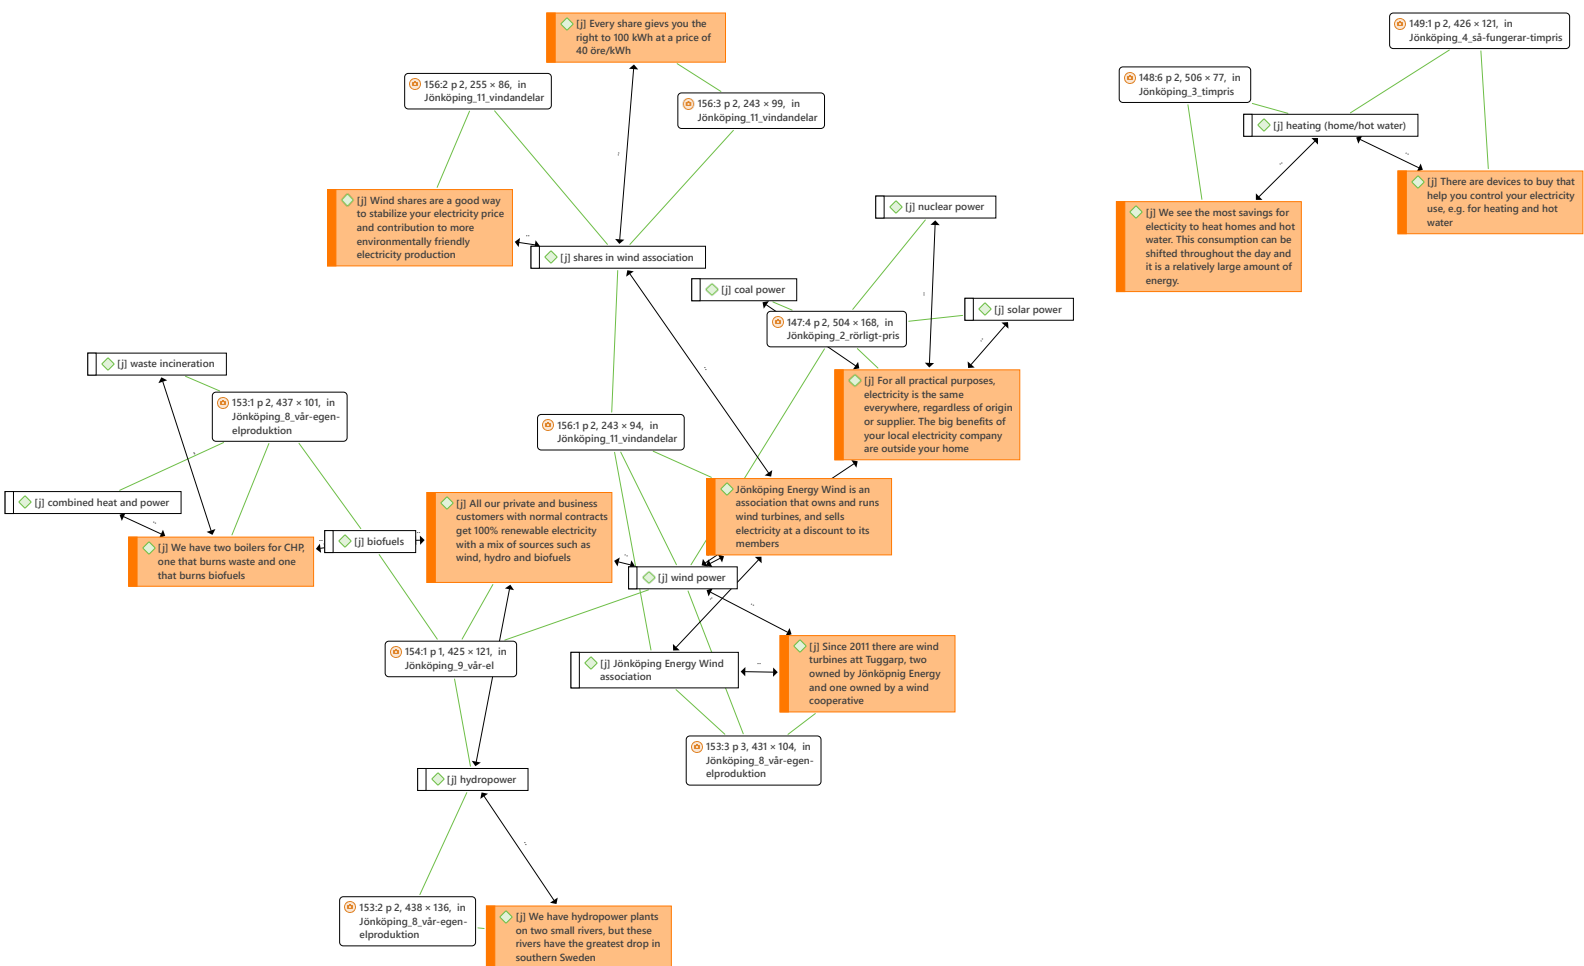 [j] Every share gievs you the
right to 100 kWh at a price of
40 öre/kWh
149:1 p 2, 426 × 121, in
Jönköping_4_så-fungerar-timpris
156:2 p 2, 255 × 86, in
Jönköping_11_vindandelar
148:6 p 2, 506 × 77, in
Jönköping_3_timpris
156:3 p 2, 243 × 99, in
Jönköping_11_vindandelar
[j] heating (home/hot water)
[j] Wind shares are a good way
to stabilize your electricity price
and contribution to more
environmentally friendly
electricity production
[j] nuclear power
[j] There are devices to buy that
help you control your electricity
use, e.g. for heating and hot
water
[j] We see the most savings for
electicity to heat homes and hot
water. This consumption can be
shifted throughout the day and
it is a relatively large amount of
energy.
[j] shares in wind association
[j] coal power
[j] solar power
147:4 p 2, 504 × 168, in
Jönköping_2_rörligt-pris
[j] waste incineration
[j] For all practical purposes,
electricity is the same
everywhere, regardless of origin
or supplier. The big benefits of
your local electricity company
are outside your home
153:1 p 2, 437 × 101, in
Jönköping_8_vår-egen-
elproduktion
156:1 p 2, 243 × 94, in
Jönköping_11_vindandelar
[j] combined heat and power
[j] All our private and business
customers with normal contracts
get 100% renewable electricity
with a mix of sources such as
wind, hydro and biofuels
Jönköping Energy Wind is an
association that owns and runs
wind turbines, and sells
electricity at a discount to its
members
[j] We have two boilers for CHP,
one that burns waste and one
that burns biofuels
[j] biofuels
[j] wind power
154:1 p 1, 425 × 121, in
Jönköping_9_vår-el
[j] Jönköping Energy Wind
association
[j] Since 2011 there are wind
turbines att Tuggarp, two
owned by Jönköpnig Energy
and one owned by a wind
cooperative
153:3 p 3, 431 × 104, in
Jönköping_8_vår-egen-
elproduktion
[j] hydropower
153:2 p 2, 438 × 136, in
Jönköping_8_vår-egen-
elproduktion
[j] We have hydropower plants
on two small rivers, but these
rivers have the greatest drop in
southern Sweden